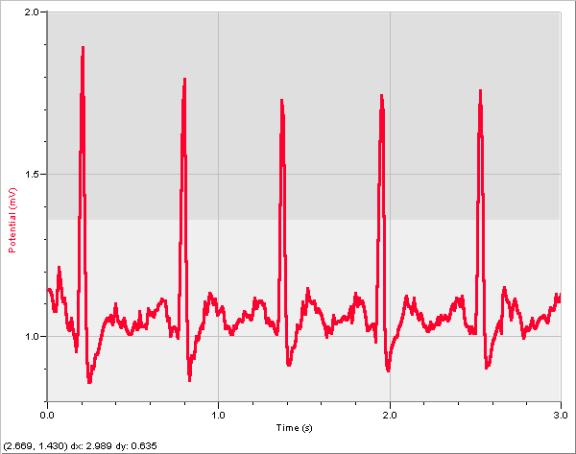 2.0
1.5
1.0
Potential (mV)
0.0 1.0 2.0 3.0
Time (s)
(2.669, 1.430) dx: 2.989 dy: 0.635